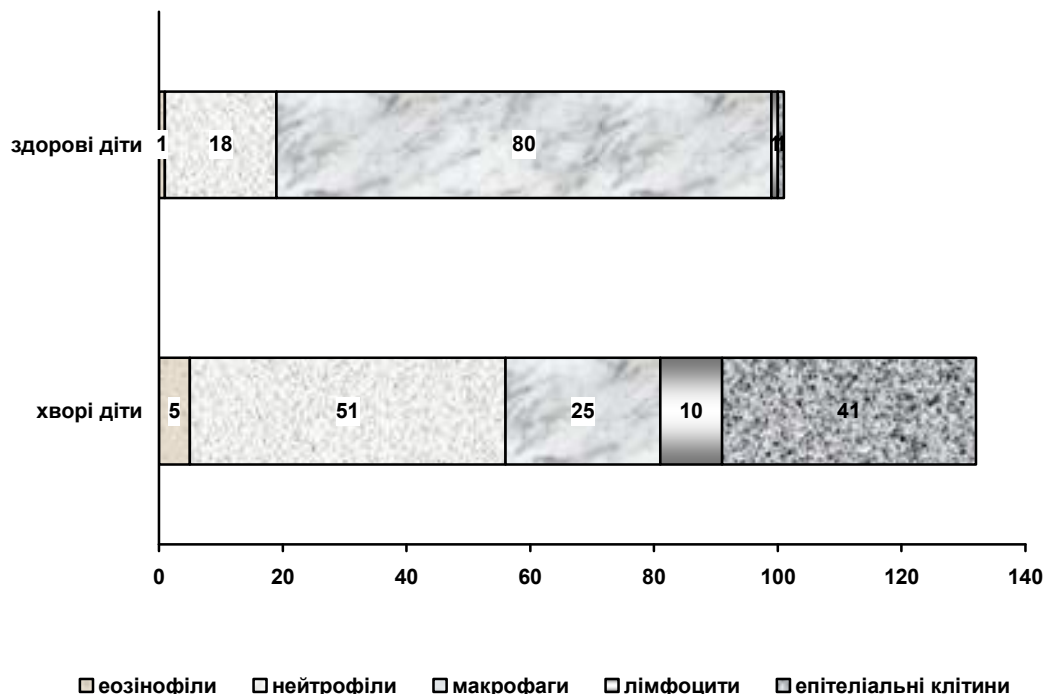 здорові діти 1 18 80 1 1
хворі діти 5 51 25 10 41
0 20 40 60 80 100 120 140
еозінофіли нейтрофіли макрофаги лімфоцити епітеліальні клітини